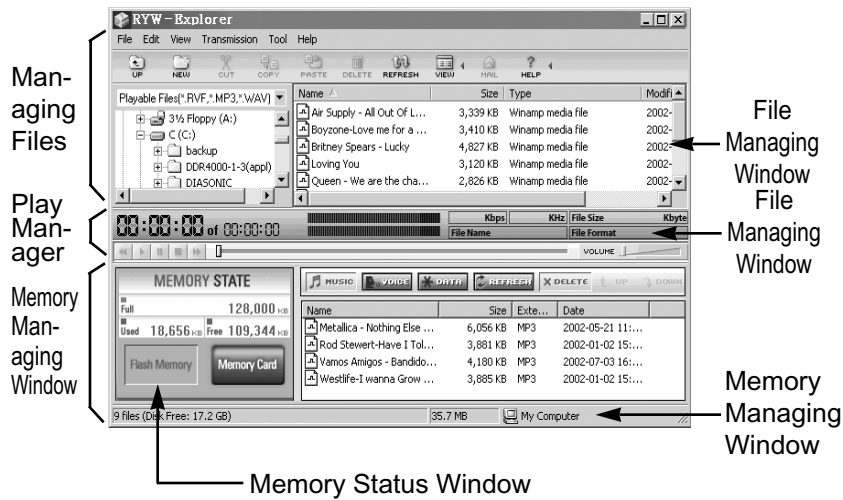 RYW-Explorer
File Edit View Transmission Tool Help
UP NEW CUT COPY PASTE DELETE REFRESH VIEW MAIL HELP
Playable Files(*.RVF,*.MP3,*.WAV)
3½ Floppy (A:)
C (C:)
backup
DDR4000-1-3(appl)
DIASONIC
Name Size Type Modifi
Air Supply - All Out Of L... 3,339 KB Winamp media file 2002-
Boyzone-Love me for a ... 3,410 KB Winamp media file 2002-
Britney Spears - Lucky 4,827 KB Winamp media file 2002-
Loving You 3,120 KB Winamp media file 2002-
Queen - We are the cha... 2,826 KB Winamp media file 2002-
Man-
aging
Files
File
Managing
Window
Play
Man-
ager
00:00:00 of 00:00:00
Kbps KHz File Size Kbyte
File Name File Format
VOLUME
File
Managing
Window
Memory
Man-
aging
Window
MEMORY STATE
Full 128,000 KB
Used 18,656 KB Free 109,344 KB
Flash Memory Memory Card
MUSIC VOICE DATA REFRESH DELETE UP DOWN
Name Size Exte... Date
Metallica - Nothing Else ... 6,056 KB MP3 2002-05-21 11:...
Rod Stewert-Have I Tol... 3,881 KB MP3 2002-01-02 15:...
Vamos Amigos - Bandido... 4,180 KB MP3 2002-07-03 16:...
Westlife-I wanna Grow ... 3,885 KB MP3 2002-01-02 15:...
9 files (Disk Free: 17.2 GB) 35.7 MB My Computer
Memory
Managing
Window
Memory Status Window